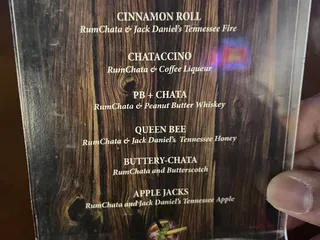 CINNAMON ROLL
RumChata & Jack Daniel's Tennessee Fire
CHATACCINO
RumChata & Coffee Liqueur
PB + CHATA
RumChata & Peanut Butter Whiskey
QUEEN BEE
RumChata & Jack Daniel's Tennessee Honey
BUTTERY-CHATA
RumChata and Butterscotch
APPLE JACKS
RumChata and Jack Daniel's Tennessee Apple